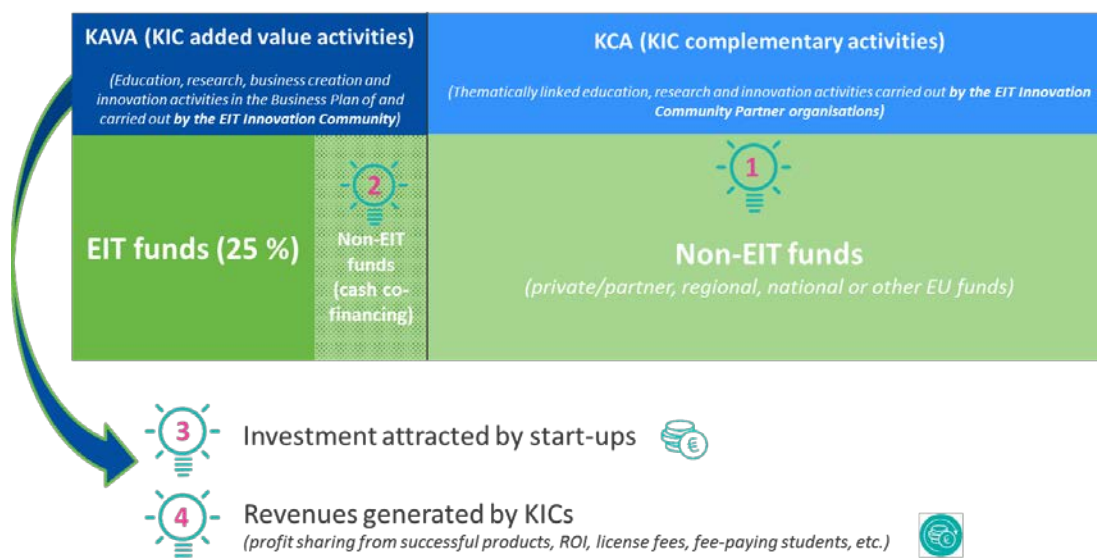 KAVA (KIC added value activities)
(Education, research, business creation and
innovation activities in the Business Plan of and
carried out by the EIT Innovation Community)
KCA (KIC complementary activities)
(Thematically linked education, research and innovation activities carried out by the EIT Innovation
Community Partner organisations)
EIT funds (25 %)
2
Non-EIT
funds
(cash co-
financing)
1
Non-EIT funds
(private/partner, regional, national or other EU funds)
3
Investment attracted by start-ups
€
4
Revenues generated by KICs
(profit sharing from successful products, ROI, license fees, fee-paying students, etc.)
€